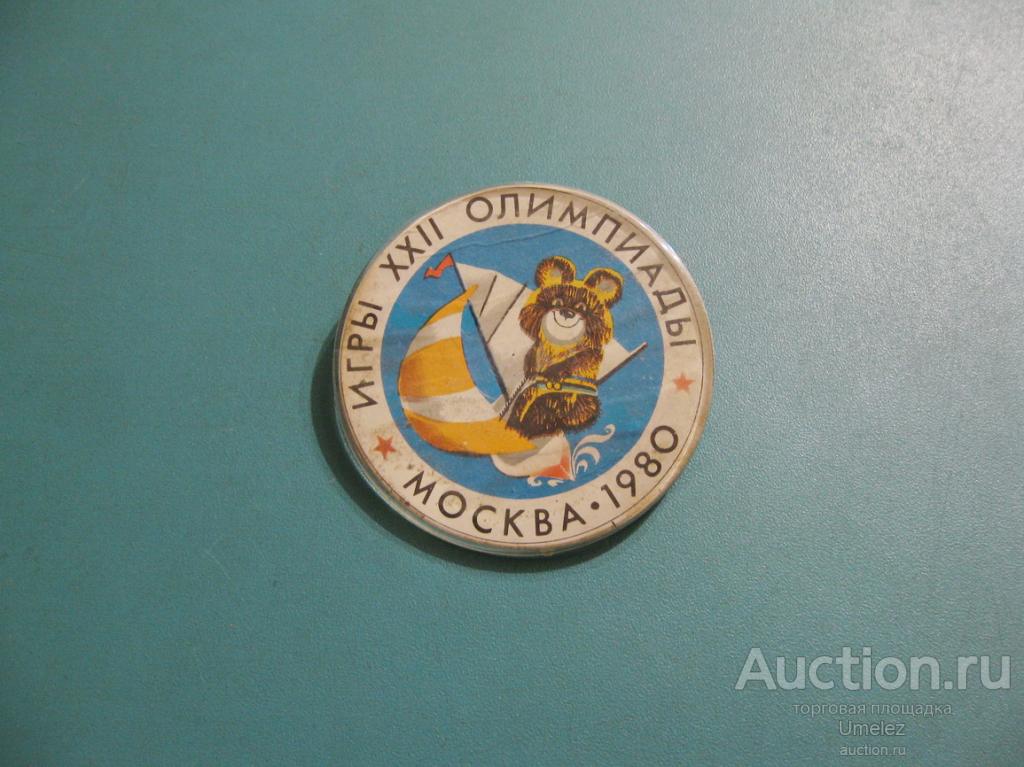 ИГРЫ XXII ОЛИМПИАДЫ
МОСКВА • 1980
Auction.ru
торговая площадка
Umelez
auction.ru